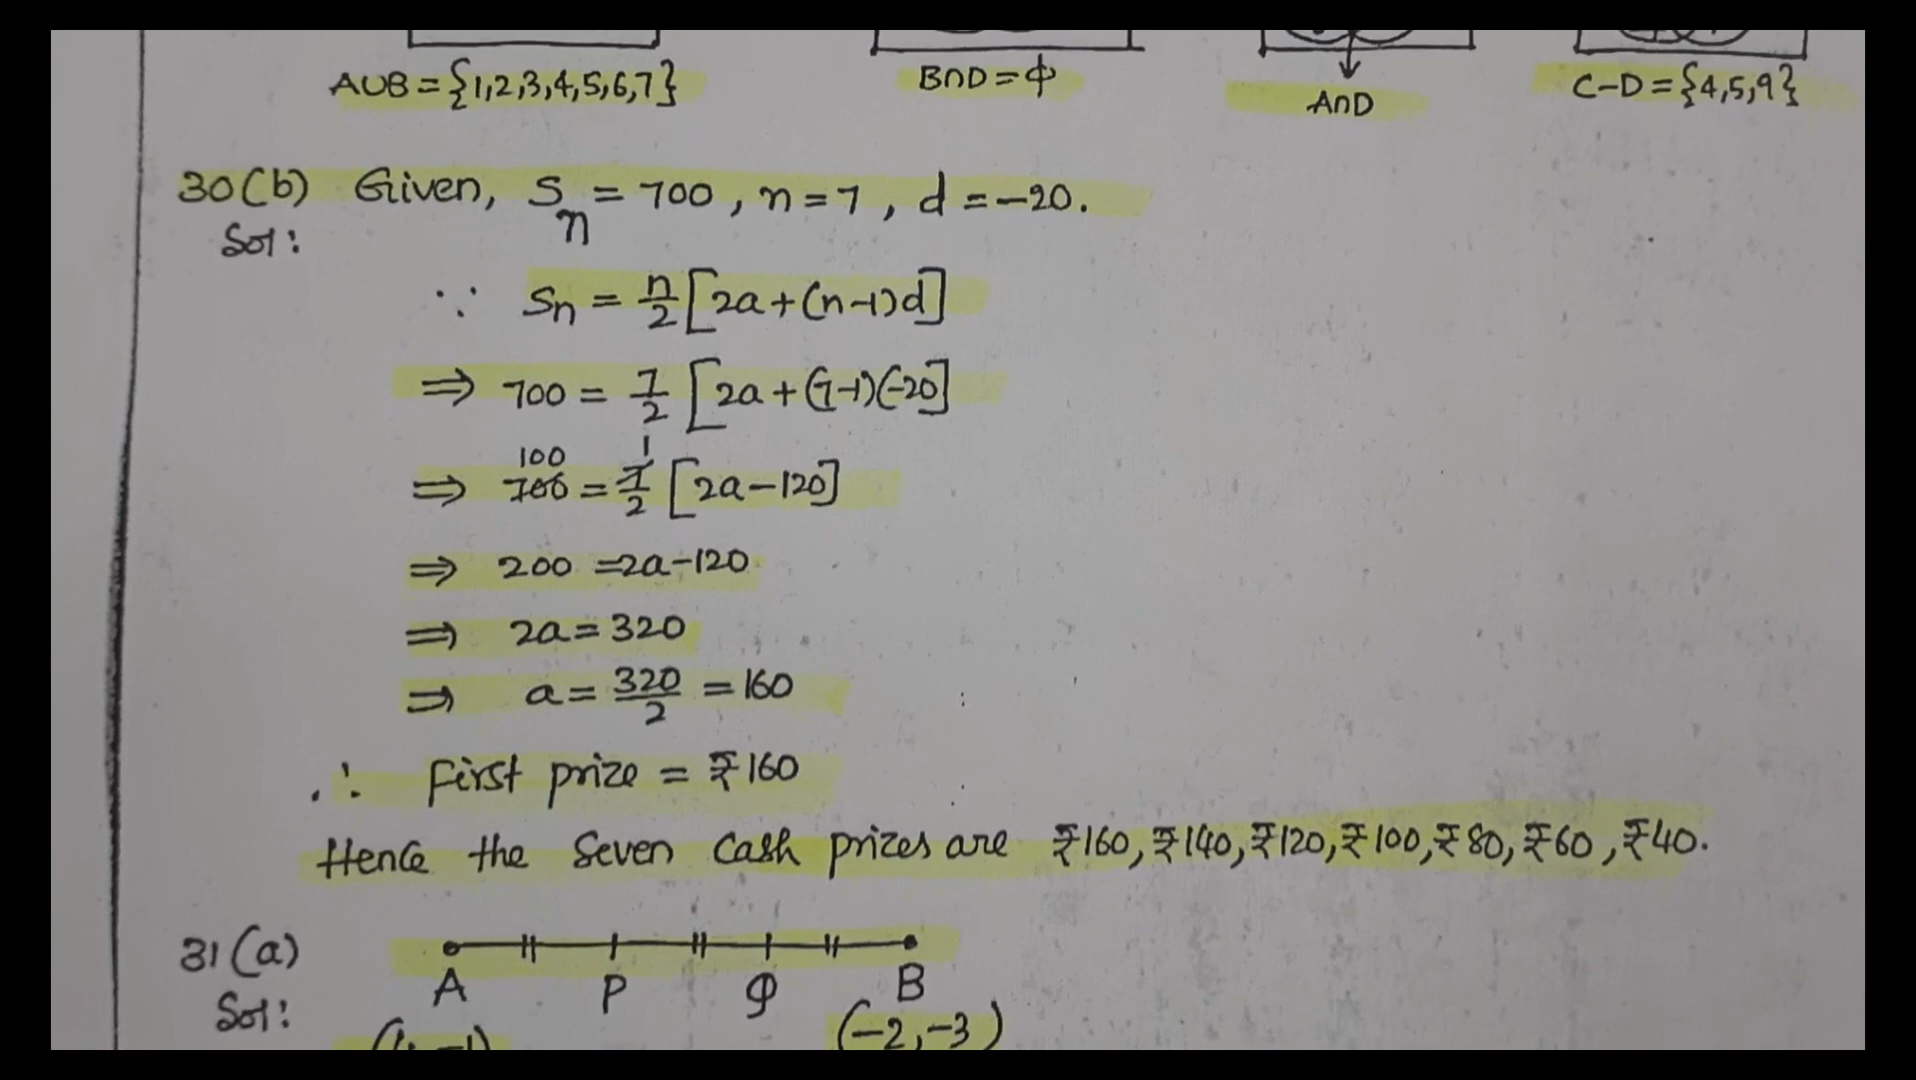 A∪B = {1,2,3,4,5,6,7} B∩D = ϕ A∩D C-D = {4,5,9}
30(b) Given, Sn = 700, n = 7, d = -20.
Sol:
∵ Sn = n/2 [2a + (n-1)d]
⇒ 700 = 7/2 [2a + (7-1)(-20]
100 1
⇒ 700 = 7/2 [2a - 120]
⇒ 200 = 2a - 120
⇒ 2a = 320
⇒ a = 320/2 = 160
∴ First prize = ₹160
Hence the seven cash prizes are ₹160, ₹140, ₹120, ₹100, ₹80, ₹60, ₹40.
31(a)
A P Q B
Sol:
(-2, -3)